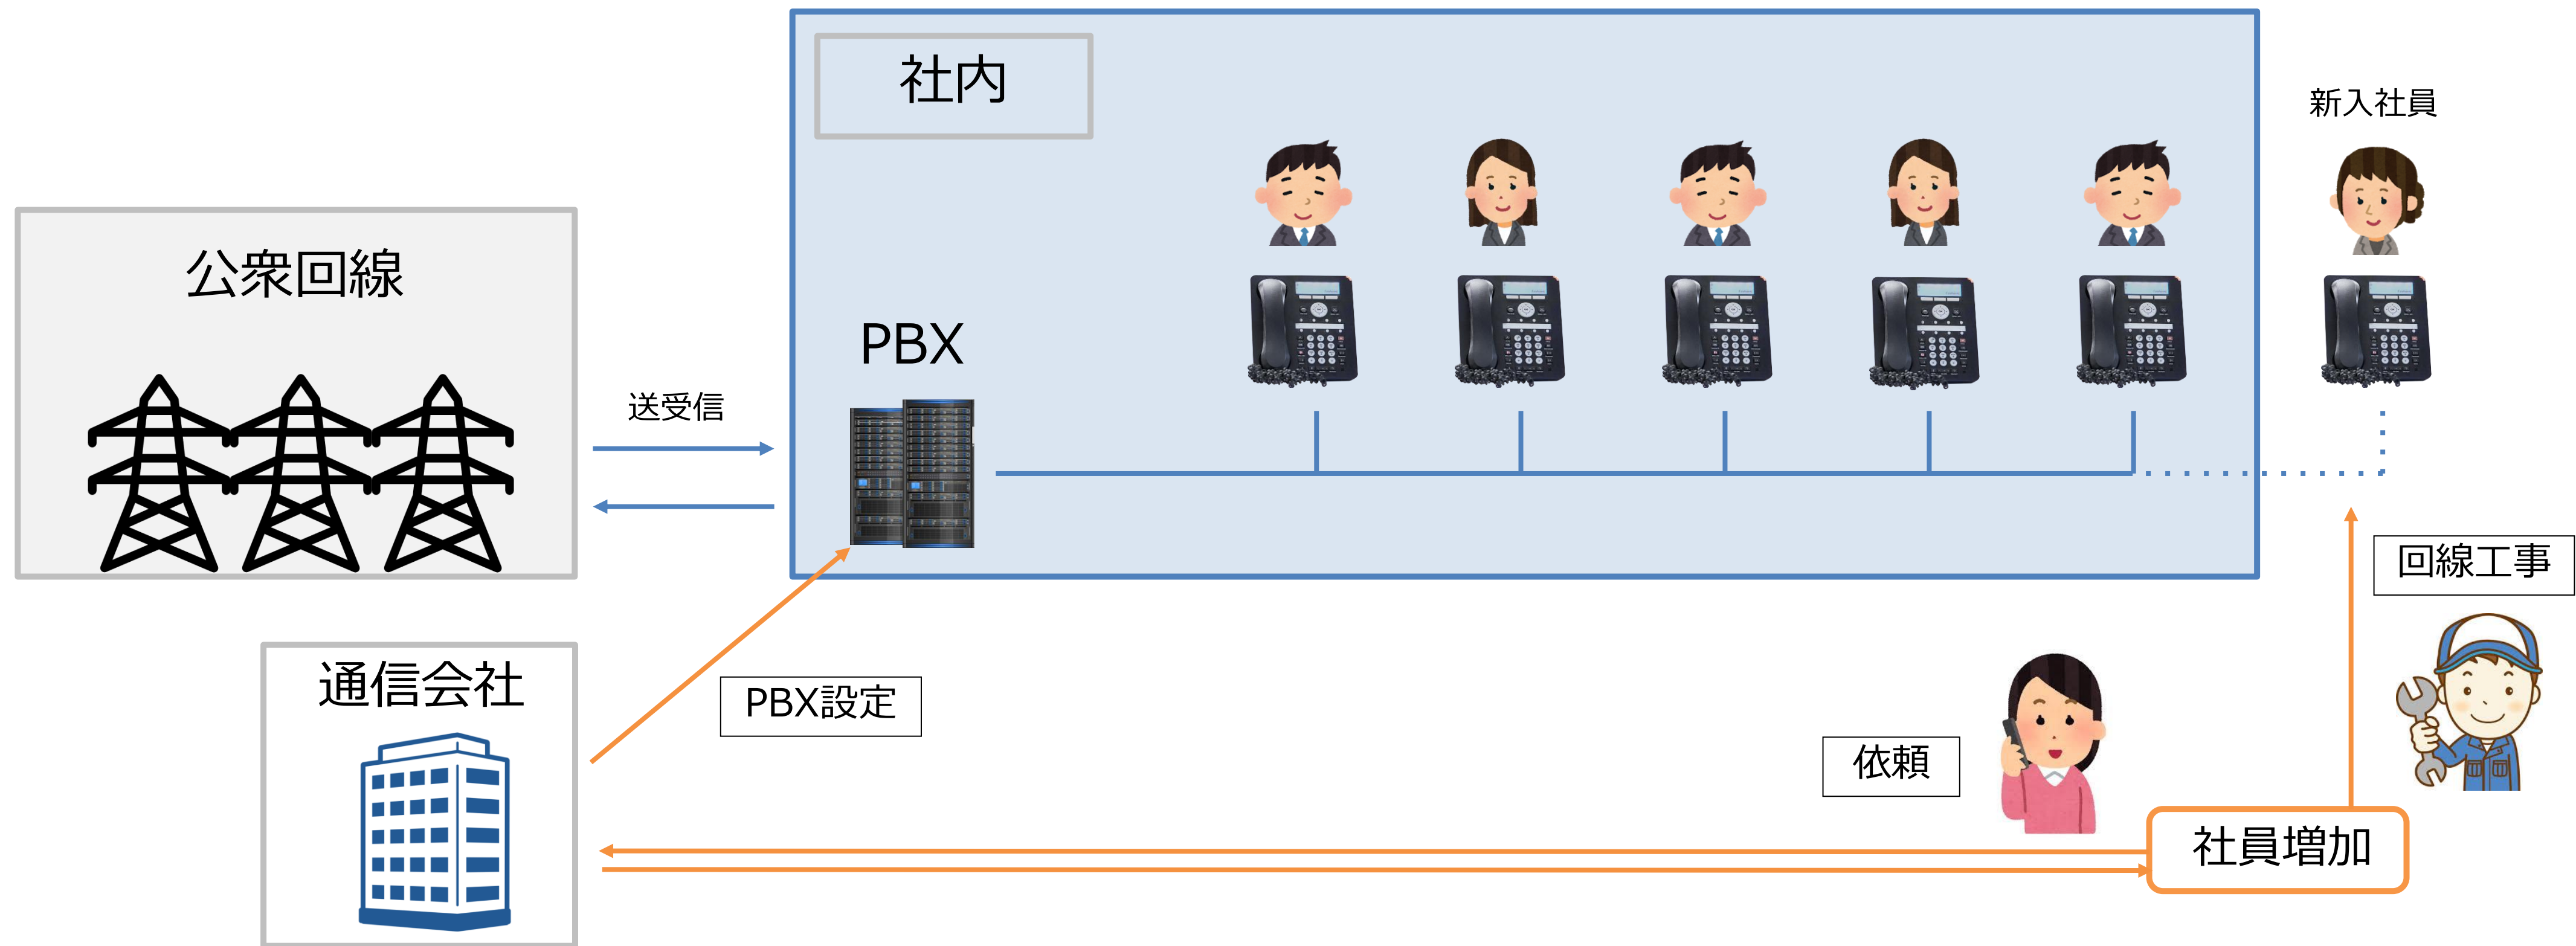 社内
新入社員
公衆回線
PBX
送受信
回線工事
通信会社
PBX設定
依頼
社員増加